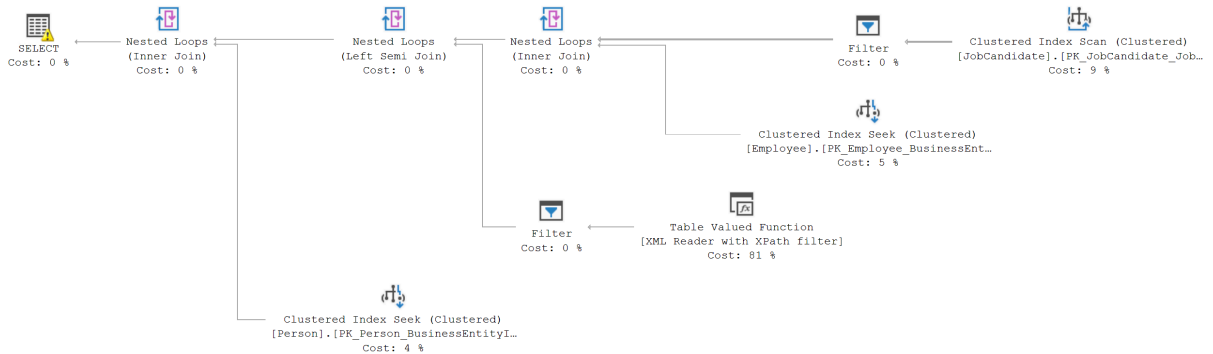 SELECT
Cost: 0 %
Nested Loops
(Inner Join)
Cost: 0 %
Nested Loops
(Left Semi Join)
Cost: 0 %
Nested Loops
(Inner Join)
Cost: 0 %
Filter
Cost: 0 %
Clustered Index Scan (Clustered)
[JobCandidate].[PK_JobCandidate_Job…
Cost: 9 %
Clustered Index Seek (Clustered)
[Employee].[PK_Employee_BusinessEnt…
Cost: 5 %
Filter
Cost: 0 %
fx
Table Valued Function
[XML Reader with XPath filter]
Cost: 81 %
Clustered Index Seek (Clustered)
[Person].[PK_Person_BusinessEntityI…
Cost: 4 %